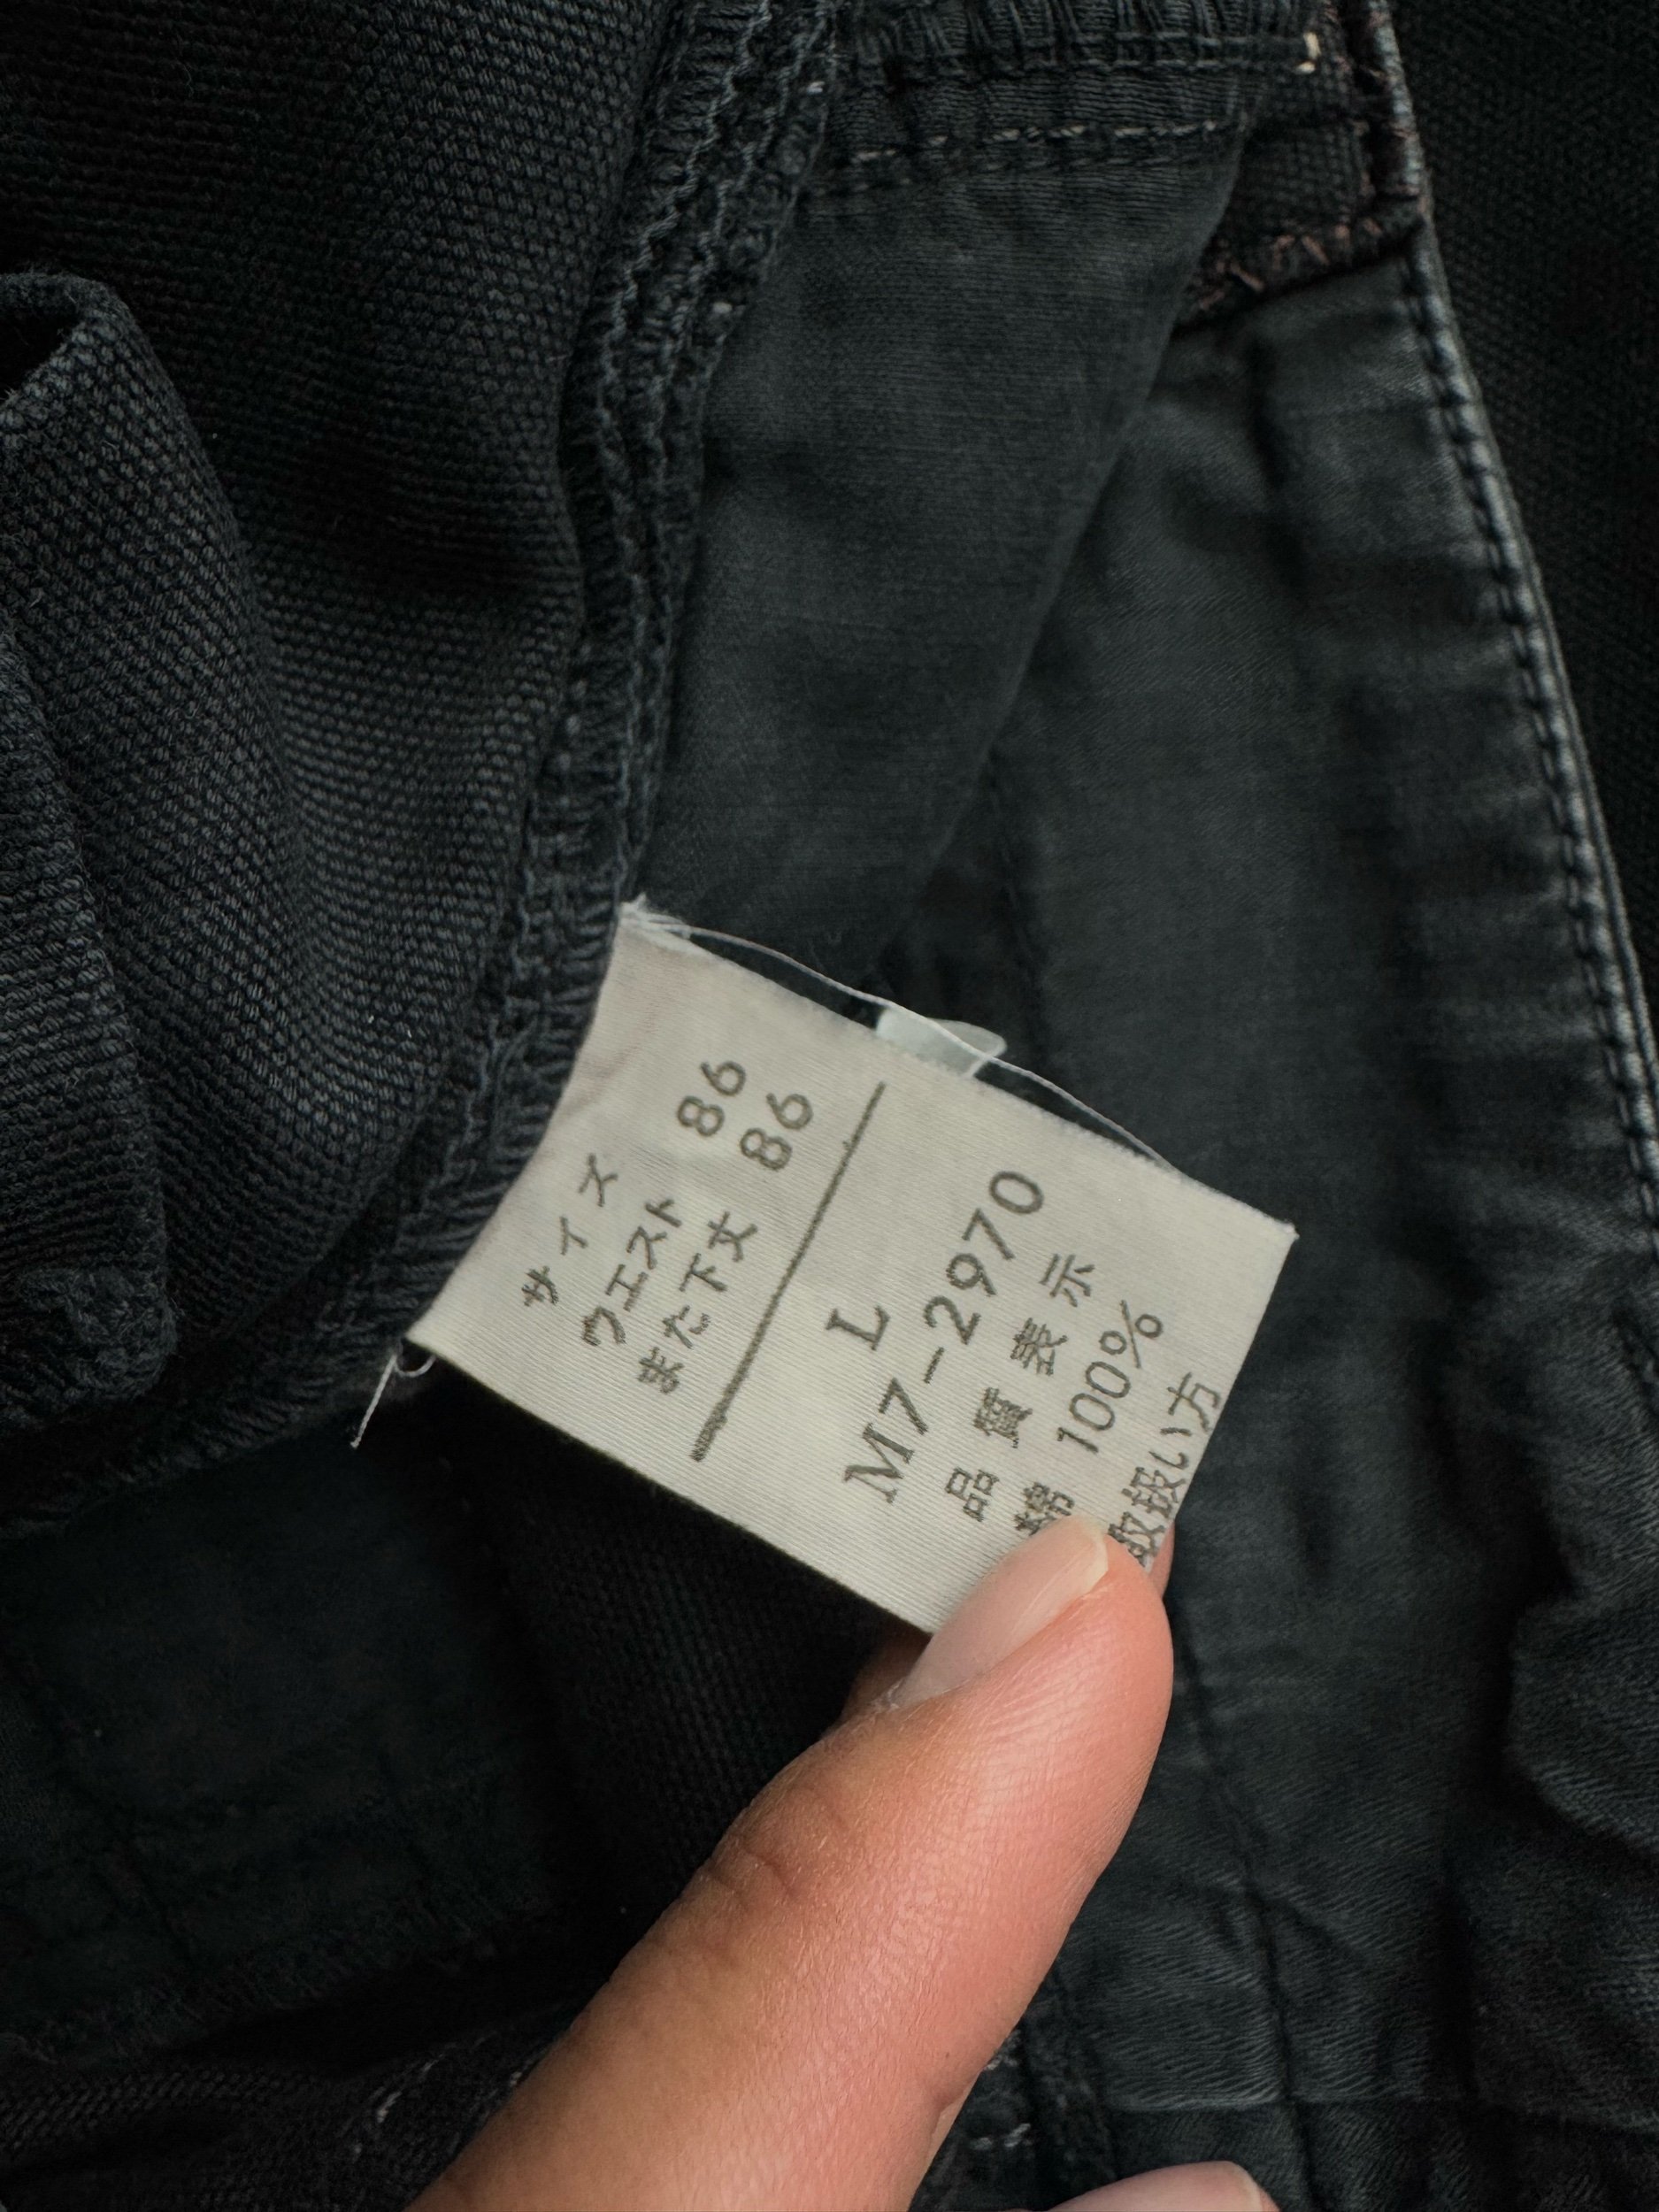 サイズ
ウエスト 86
また下丈 86
L
M7-2970
品質表示
綿 100%
取扱い方